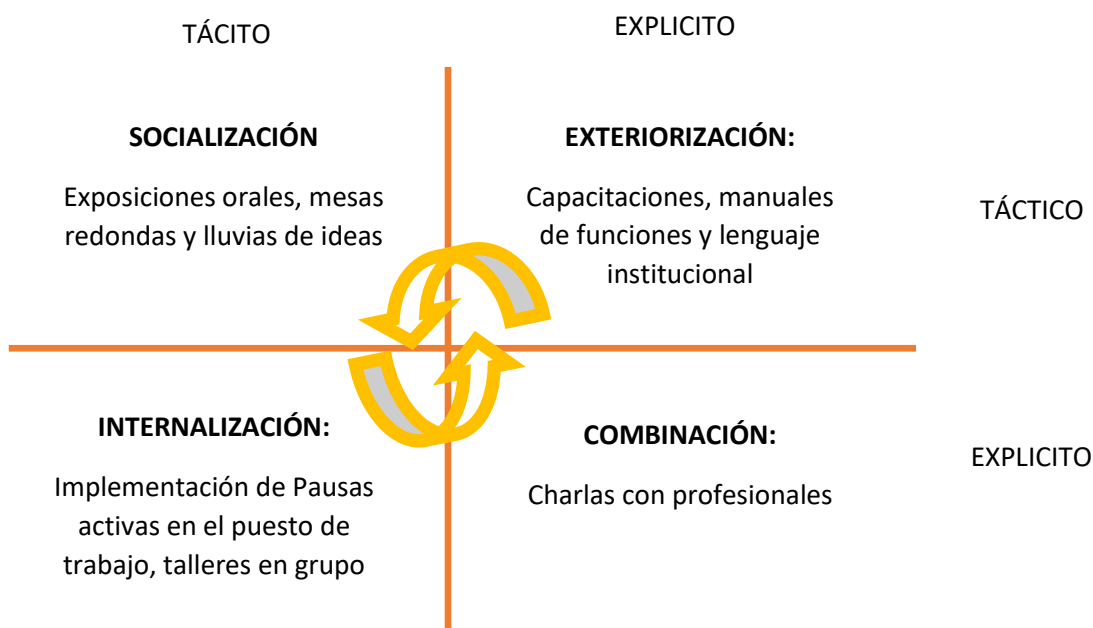 TÁCITO
EXPLICITO
SOCIALIZACIÓN
Exposiciones orales, mesas
redondas y lluvias de ideas
EXTERIORIZACIÓN:
Capacitaciones, manuales
de funciones y lenguaje
institucional
TÁCTICO
INTERNALIZACIÓN:
Implementación de Pausas
activas en el puesto de
trabajo, talleres en grupo
COMBINACIÓN:
Charlas con profesionales
EXPLICITO